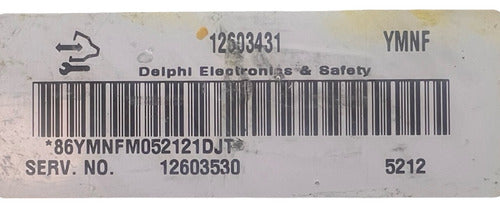 12603431 YMNF
Delphi Electronics & Safety
*86YMNFM052121DJT*
SERV. NO. 12603530 5212